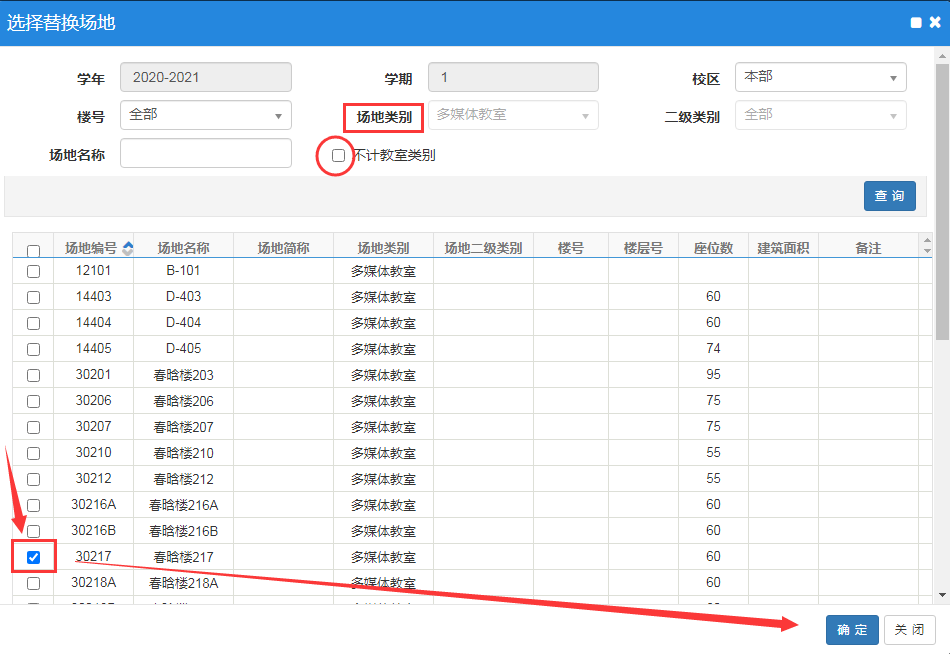 选择替换场地
学年 2020-2021 学期 1 校区 本部
楼号 全部 场地类别 多媒体教室 二级类别 全部
场地名称 不计教室类别
查 询
场地编号 场地名称 场地简称 场地类别 场地二级类别 楼号 楼层号 座位数 建筑面积 备注
12101 B-101 多媒体教室
14403 D-403 多媒体教室 60
14404 D-404 多媒体教室 60
14405 D-405 多媒体教室 74
30201 春晗楼203 多媒体教室 95
30206 春晗楼206 多媒体教室 75
30207 春晗楼207 多媒体教室 75
30210 春晗楼210 多媒体教室 55
30212 春晗楼212 多媒体教室 55
30216A 春晗楼216A 多媒体教室 60
30216B 春晗楼216B 多媒体教室 60
30217 春晗楼217 多媒体教室 60
30218A 春晗楼218A 多媒体教室 60
确 定 关 闭